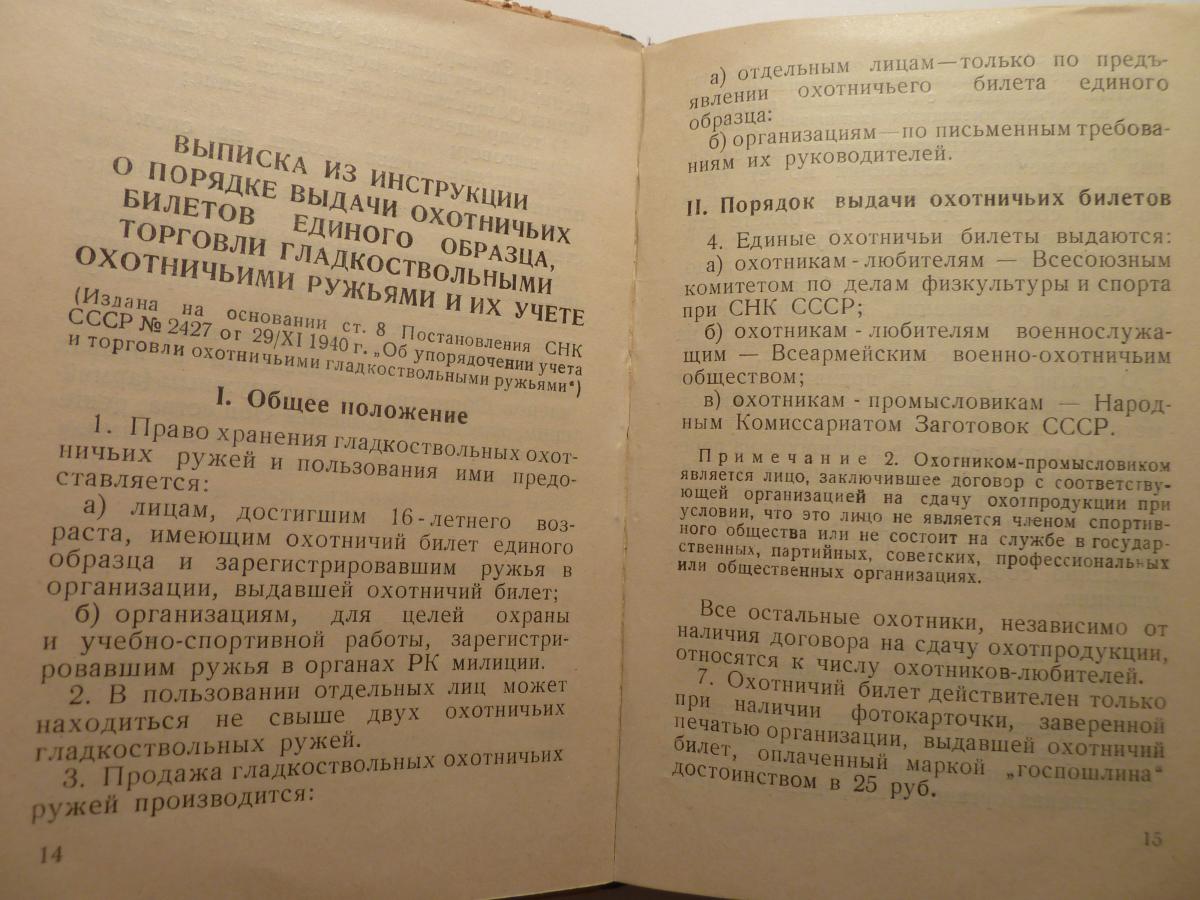 ВЫПИСКА ИЗ ИНСТРУКЦИИ
О ПОРЯДКЕ ВЫДАЧИ ОХОТНИЧЬИХ
БИЛЕТОВ ЕДИНОГО ОБРАЗЦА,
ТОРГОВЛИ ГЛАДКОСТВОЛЬНЫМИ
ОХОТНИЧЬИМИ РУЖЬЯМИ И ИХ УЧЕТЕ
(Издана на основании ст. 8 Постановления СНК
СССР № 2427 от 29/XI 1940 г. „Об упорядочении учета
и торговли охотничьими гладкоствольными ружьями“)
I. Общее положение
1. Право хранения гладкоствольных охот-
ничьих ружей и пользования ими предо-
ставляется:
а) лицам, достигшим 16-летнего воз-
раста, имеющим охотничий билет единого
образца и зарегистрировавшим ружья в
организации, выдавшей охотничий билет;
б) организациям, для целей охраны
и учебно-спортивной работы, зарегистри-
ровавшим ружья в органах РК милиции.
2. В пользовании отдельных лиц может
находиться не свыше двух охотничьих
гладкоствольных ружей.
3. Продажа гладкоствольных охотничьих
ружей производится:
14
а) отдельным лицам—только по предъ-
явлении охотничьего билета единого
образца:
б) организациям—по письменным требова-
ниям их руководителей.
II. Порядок выдачи охотничьих билетов
4. Единые охотничьи билеты выдаются:
а) охотникам-любителям — Всесоюзным
комитетом по делам физкультуры и спорта
при СНК СССР;
б) охотникам-любителям военнослужа-
щим — Всеармейским военно-охотничьим
обществом;
в) охотникам-промысловикам — Народ-
ным Комиссариатом Заготовок СССР.
Примечание 2. Охотником-промысловиком
является лицо, заключившее договор с соответству-
ющей организацией на сдачу охотпродукции при
условии, что это лицо не является членом спортив-
ного общества или не состоит на службе в государ-
ственных, партийных, советских, профессиональных
или общественных организациях.
Все остальные охотники, независимо от
наличия договора на сдачу охотпродукции,
относятся к числу охотников-любителей.
7. Охотничий билет действителен только
при наличии фотокарточки, заверенной
печатью организации, выдавшей охотничий
билет, оплаченный маркой „госпошлина“
достоинством в 25 руб.
15